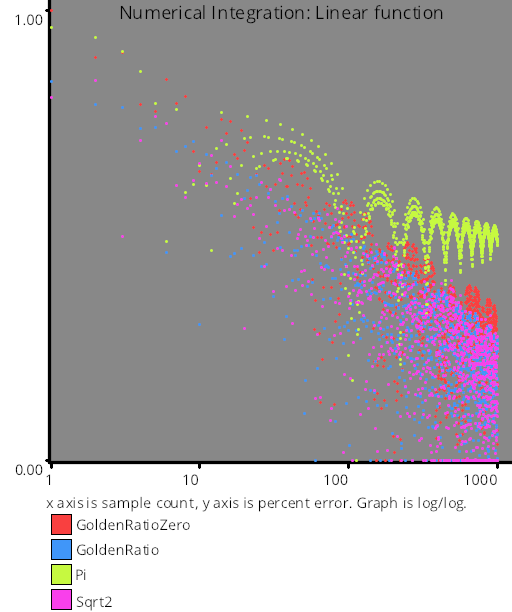 Numerical Integration: Linear function
1.00
0.00
1 10 100 1000
x axis is sample count, y axis is percent error. Graph is log/log.
GoldenRatioZero
GoldenRatio
Pi
Sqrt2